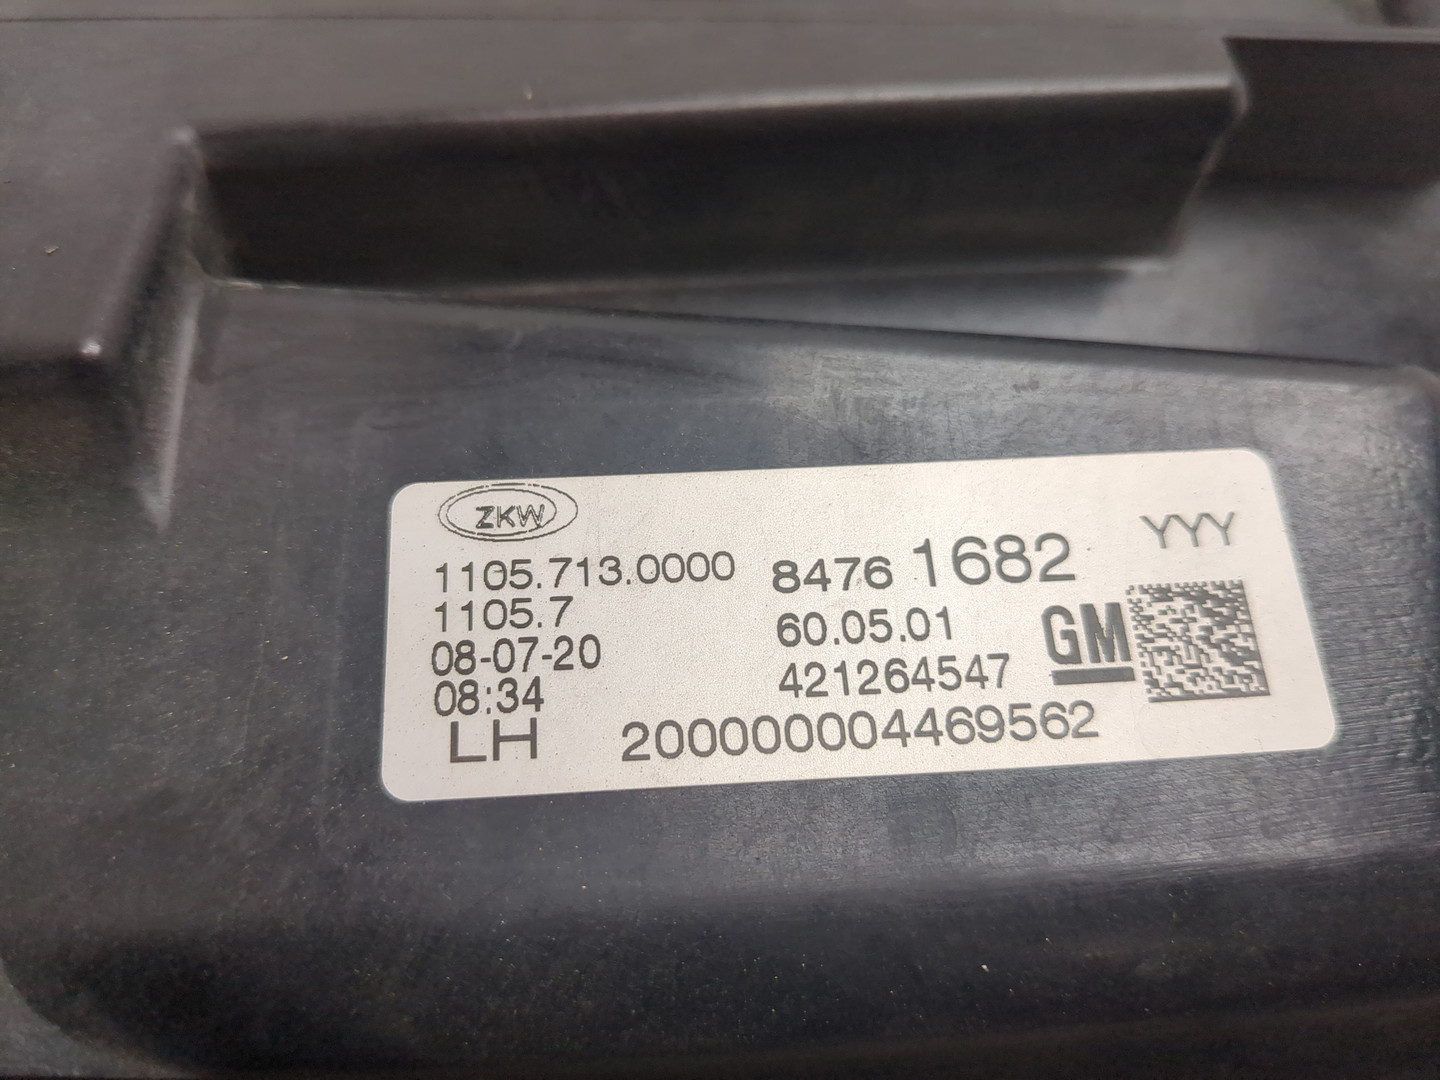 ZKW
YYY
1105.713.0000 8476 1682
1105.7 60.05.01
08-07-20 421264547
GM
08:34
LH 200000004469562